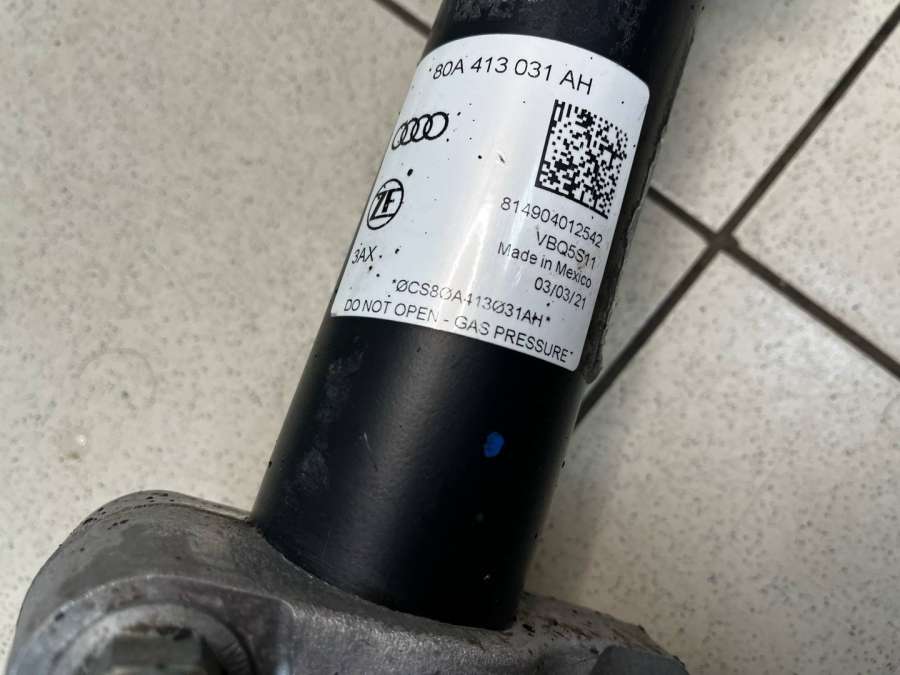 80A 413 031 AH
ZF
814904012542
VBQ5S11
3AX
Made in Mexico
03/03/21
*ØCS8ØA413Ø31AH*
DO NOT OPEN - GAS PRESSURE